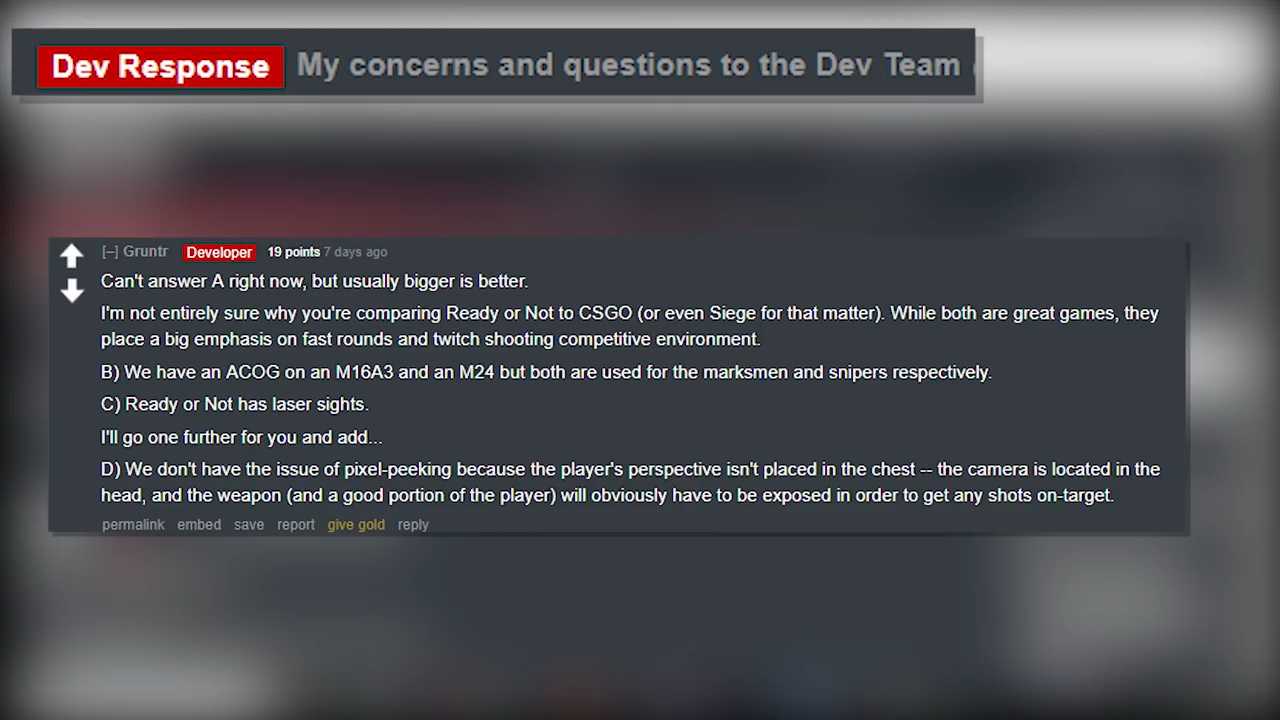 Dev Response My concerns and questions to the Dev Team
[–] Gruntr Developer 19 points 7 days ago
Can't answer A right now, but usually bigger is better.
I'm not entirely sure why you're comparing Ready or Not to CSGO (or even Siege for that matter). While both are great games, they
place a big emphasis on fast rounds and twitch shooting competitive environment.
B) We have an ACOG on an M16A3 and an M24 but both are used for the marksmen and snipers respectively.
C) Ready or Not has laser sights.
I'll go one further for you and add...
D) We don't have the issue of pixel-peeking because the player's perspective isn't placed in the chest -- the camera is located in the
head, and the weapon (and a good portion of the player) will obviously have to be exposed in order to get any shots on-target.
permalink embed save report give gold reply